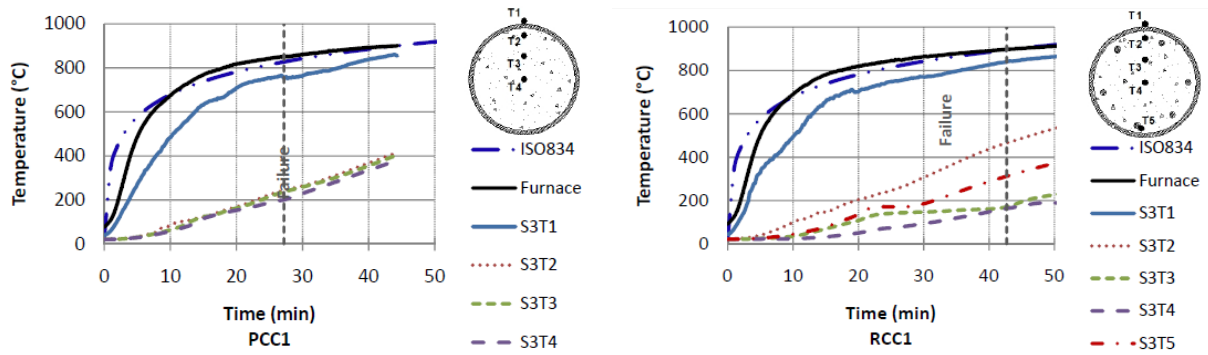 1000
800
600
400
200
0
Temperature (°C)
Failure
0 10 20 30 40 50
Time (min)
PCC1
T1
T2
T3
T4
ISO834
Furnace
S3T1
S3T2
S3T3
S3T4
1000
800
600
400
200
0
Temperature (°C)
Failure
0 10 20 30 40 50
Time (min)
RCC1
T1
T2
T3
T4
T5
ISO834
Furnace
S3T1
S3T2
S3T3
S3T4
S3T5